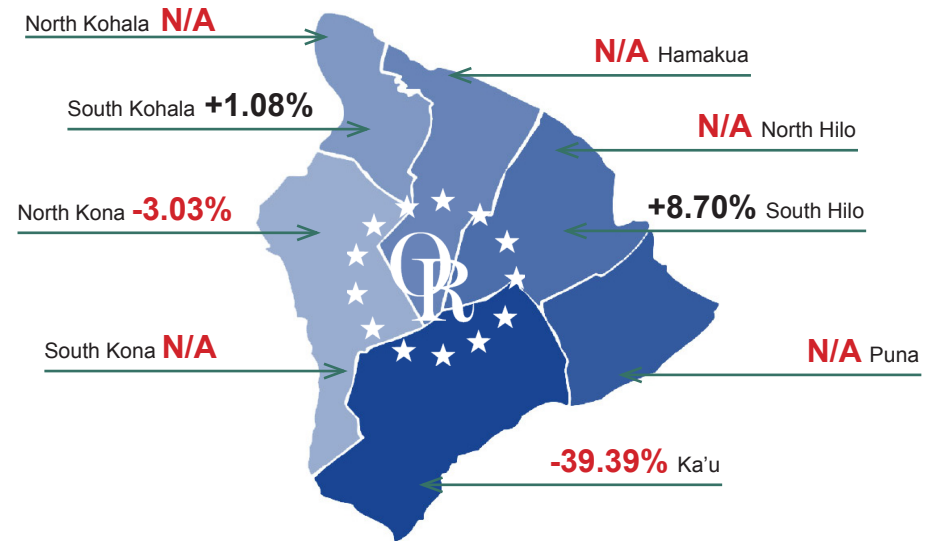 North Kohala N/A
N/A Hamakua
South Kohala +1.08%
N/A North Hilo
North Kona -3.03%
+8.70% South Hilo
OR
South Kona N/A
N/A Puna
-39.39% Ka’u